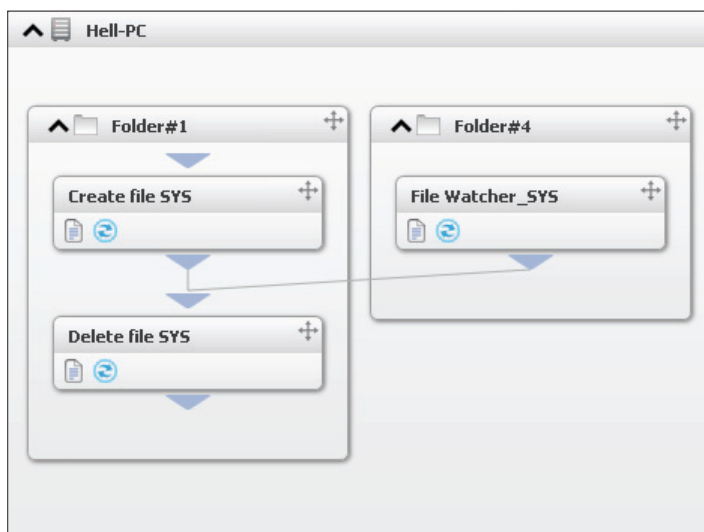 Hell-PC
Folder#1
Folder#4
Create file SYS
File Watcher_SYS
Delete file SYS